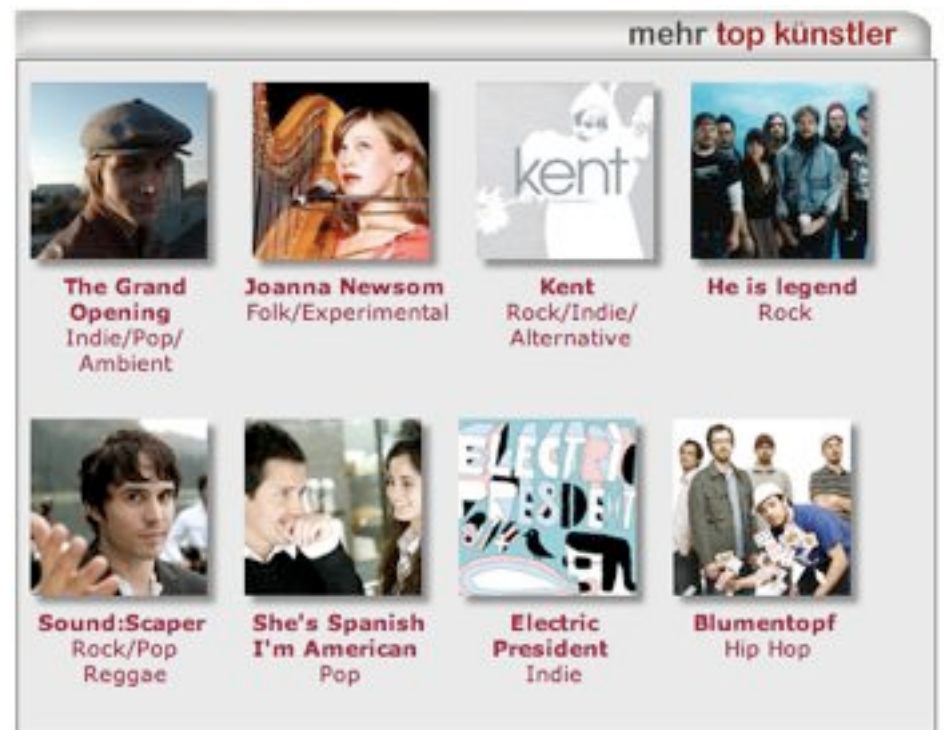 mehr top künstler
kent
The Grand
Opening
Indie/Pop/
Ambient
Joanna Newsom
Folk/Experimental
Kent
Rock/Indie/
Alternative
He is legend
Rock
ELECTRIC
PRESIDENT
Sound:Scaper
Rock/Pop
Reggae
She's Spanish
I'm American
Pop
Electric
President
Indie
Blumentopf
Hip Hop